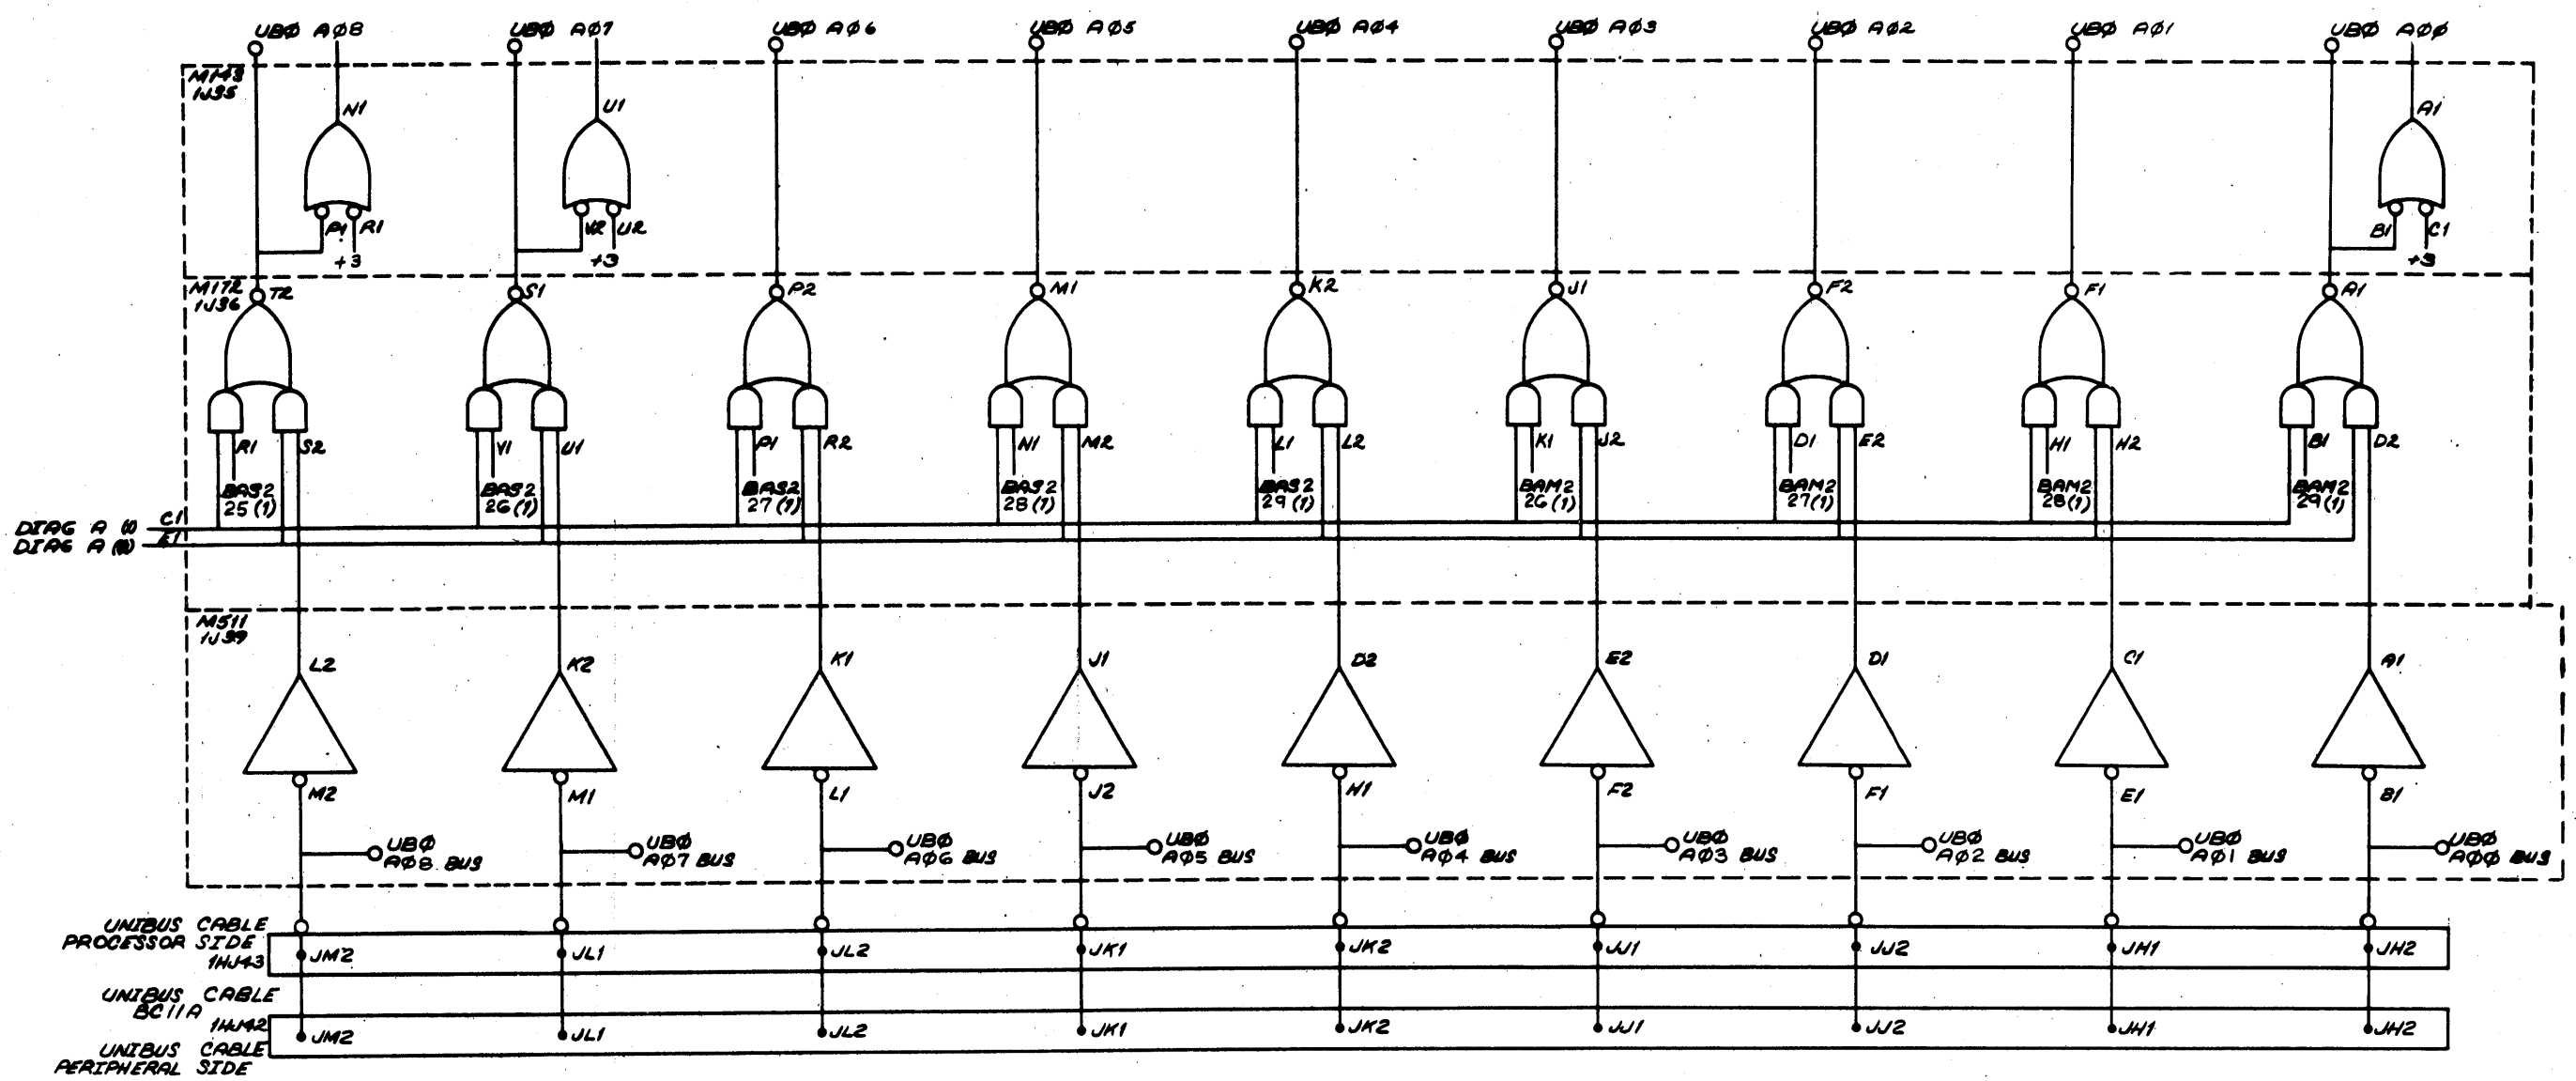 UBØ AØ8 UBØ AØ7 UBØ AØ6 UBØ AØ5 UBØ AØ4 UBØ AØ3 UBØ AØ2 UBØ AØ1 UBØ AØØ
M143
1J35
N1 U1 A1
P1 R1 V2 U2 B1 C1
+3 +3 +3
M172
1J36
T2 S1 P2 M1 K2 J1 F2 F1 A1
R1 S2 V1 U1 P1 R2 N1 M2 L1 L2 K1 J2 D1 E2 H1 H2 B1 D2
BAS2 BAS2 BAS2 BAS2 BAS2 BAM2 BAM2 BAM2 BAM2
25(1) 26(1) 27(1) 28(1) 29(1) 26(1) 27(1) 28(1) 29(1)
DIAG A (1) C1
DIAG A (Ø) E1
M511
1J39
L2 K2 K1 J1 D2 E2 D1 C1 A1
M2 M1 L1 J2 H1 F2 F1 E1 B1
UBØ UBØ UBØ UBØ UBØ UBØ UBØ UBØ UBØ
AØ8 BUS AØ7 BUS AØ6 BUS AØ5 BUS AØ4 BUS AØ3 BUS AØ2 BUS AØ1 BUS AØØ BUS
UNIBUS CABLE
PROCESSOR SIDE
1HJ43
JM2 JL1 JL2 JK1 JK2 JJ1 JJ2 JH1 JH2
UNIBUS CABLE
BC11A
1HJ42
JM2 JL1 JL2 JK1 JK2 JJ1 JJ2 JH1 JH2
UNIBUS CABLE
PERIPHERAL SIDE